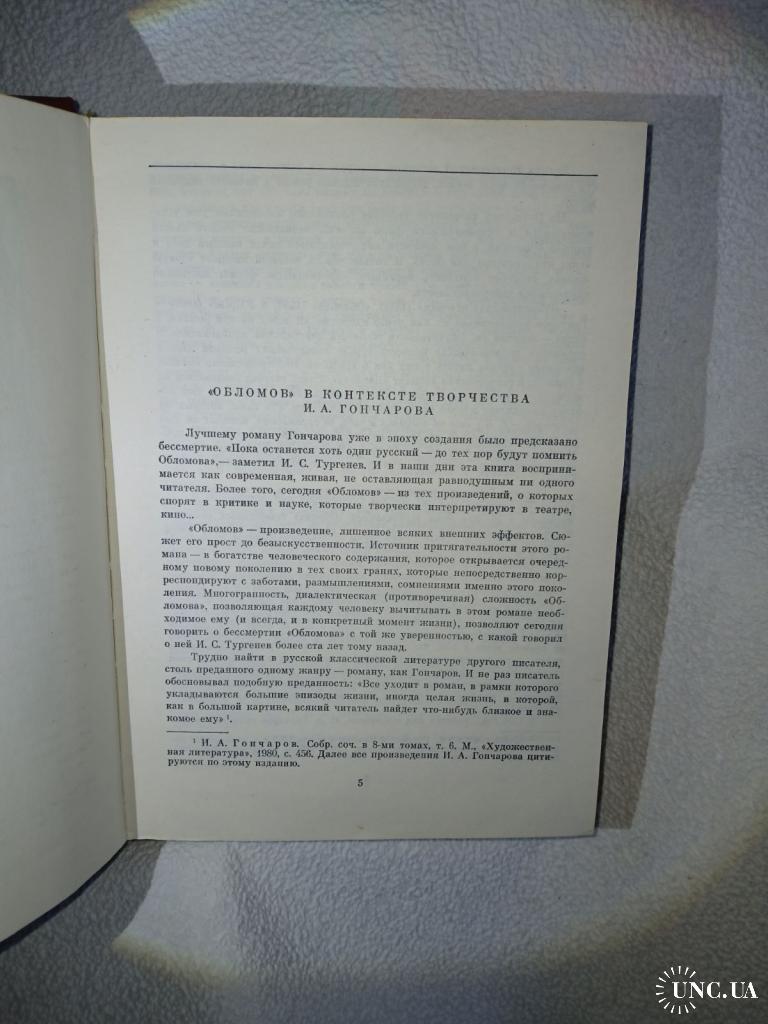 «ОБЛОМОВ» В КОНТЕКСТЕ ТВОРЧЕСТВА
И. А. ГОНЧАРОВА
Лучшему роману Гончарова уже в эпоху создания было предсказано
бессмертие. «Пока останется хоть один русский — до тех пор будут помнить
Обломова», — заметил И. С. Тургенев. И в наши дни эта книга восприни-
мается как современная, живая, не оставляющая равнодушным ни одного
читателя. Более того, сегодня «Обломов» — из тех произведений, о которых
спорят в критике и науке, которые творчески интерпретируют в театре,
кино...
«Обломов» — произведение, лишенное всяких внешних эффектов. Сю-
жет его прост до безыскусственности. Источник притягательности этого ро-
мана — в богатстве человеческого содержания, которое открывается очеред-
ному новому поколению в тех своих гранях, которые непосредственно кор-
респондируют с заботами, размышлениями, сомнениями именно этого поко-
ления. Многогранность, диалектическая (противоречивая) сложность «Об-
ломова», позволяющая каждому человеку вычитывать в этом романе необ-
ходимое ему (и всегда, и в конкретный момент жизни), позволяют сегодня
говорить о бессмертии «Обломова» с той же уверенностью, с какой говорил
о ней И. С. Тургенев более ста лет тому назад.
Трудно найти в русской классической литературе другого писателя,
столь преданного одному жанру — роману, как Гончаров. И не раз писатель
обосновывал подобную преданность: «Все уходит в роман, в рамки которого
укладываются большие эпизоды жизни, иногда целая жизнь, в которой,
как в большой картине, всякий читатель найдет что-нибудь близкое и зна-
комое ему» ¹.
¹ И. А. Гончаров. Собр. соч. в 8-ми томах, т. 6. М., «Художествен-
ная литература», 1980, с. 456. Далее все произведения И. А. Гончарова цити-
руются по этому изданию.
5
UNC.UA